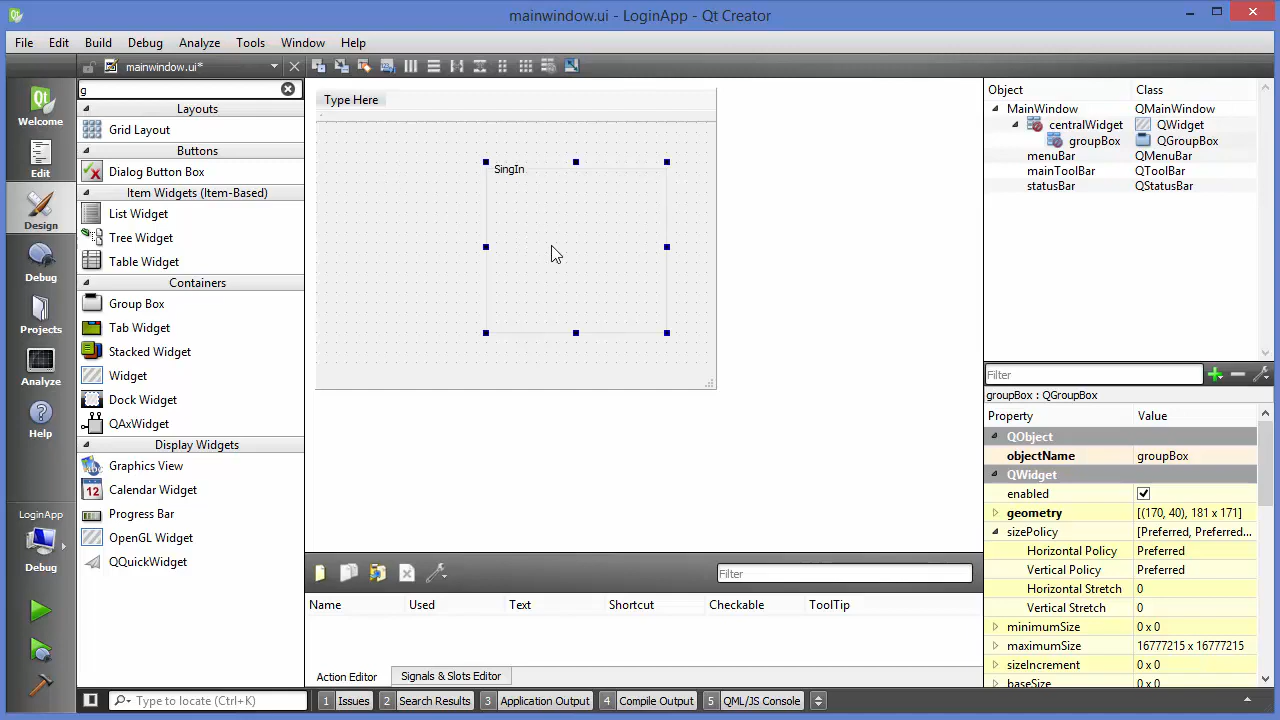 mainwindow.ui - LoginApp - Qt Creator
File Edit Build Debug Analyze Tools Window Help
mainwindow.ui*
Welcome
Edit
Design
Debug
Projects
Analyze
Help
LoginApp
Debug
g
Layouts
Grid Layout
Buttons
Dialog Button Box
Item Widgets (Item-Based)
List Widget
Tree Widget
Table Widget
Containers
Group Box
Tab Widget
Stacked Widget
Widget
Dock Widget
QAxWidget
Display Widgets
Graphics View
Calendar Widget
Progress Bar
OpenGL Widget
QQuickWidget
Type Here
SingIn
Filter
Name Used Text Shortcut Checkable ToolTip
Action Editor Signals & Slots Editor
Object Class
MainWindow QMainWindow
centralWidget QWidget
groupBox QGroupBox
menuBar QMenuBar
mainToolBar QToolBar
statusBar QStatusBar
Filter
groupBox : QGroupBox
Property Value
QObject
objectName groupBox
QWidget
enabled
geometry [(170, 40), 181 x 171]
sizePolicy [Preferred, Preferred...
Horizontal Policy Preferred
Vertical Policy Preferred
Horizontal Stretch 0
Vertical Stretch 0
minimumSize 0 x 0
maximumSize 16777215 x 16777215
sizeIncrement 0 x 0
baseSize 0 x 0
Type to locate (Ctrl+K) 1 Issues 2 Search Results 3 Application Output 4 Compile Output 5 QML/JS Console